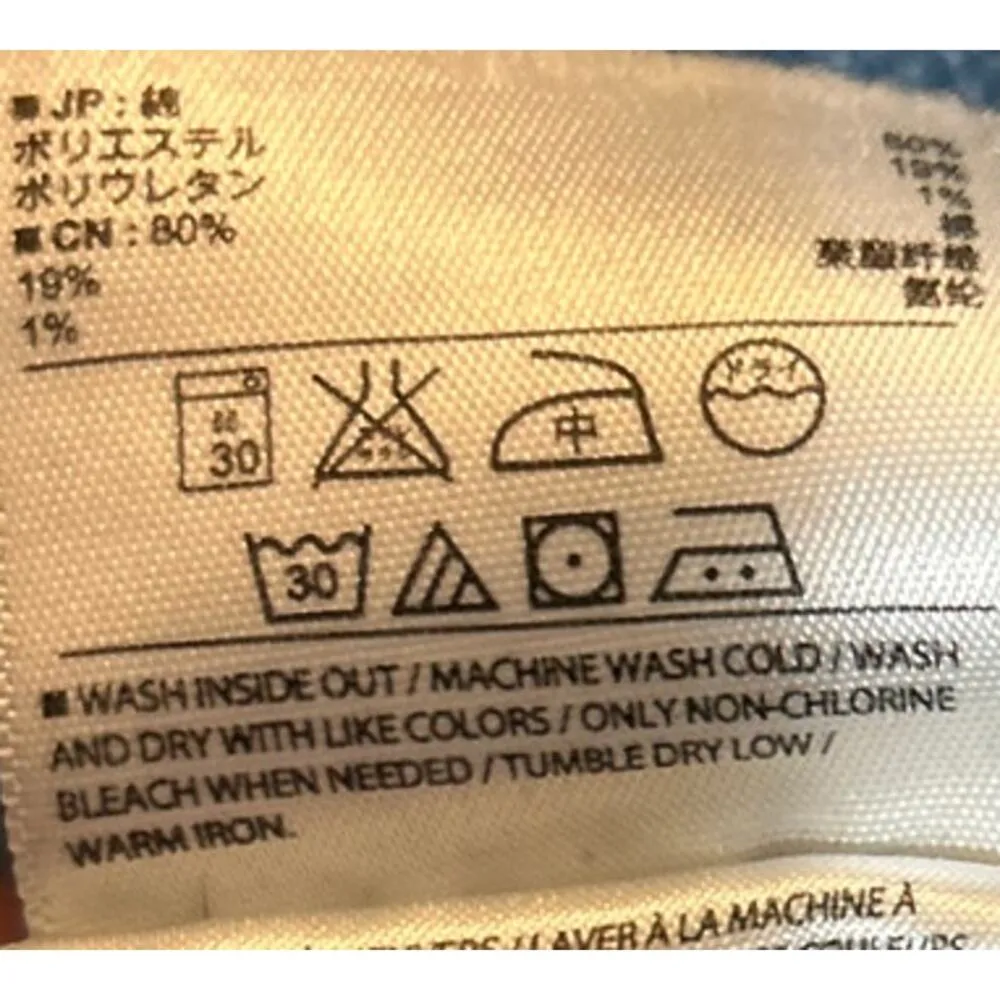 ■ JP : 綿
ポリエステル
ポリウレタン
■ CN : 80%
19%
1%
80%
19%
1%
棉
聚酯纤维
氨纶
30
中
ドライ
30
■ WASH INSIDE OUT / MACHINE WASH COLD / WASH
AND DRY WITH LIKE COLORS / ONLY NON-CHLORINE
BLEACH WHEN NEEDED / TUMBLE DRY LOW /
WARM IRON.
LAVER À LA MACHINE À